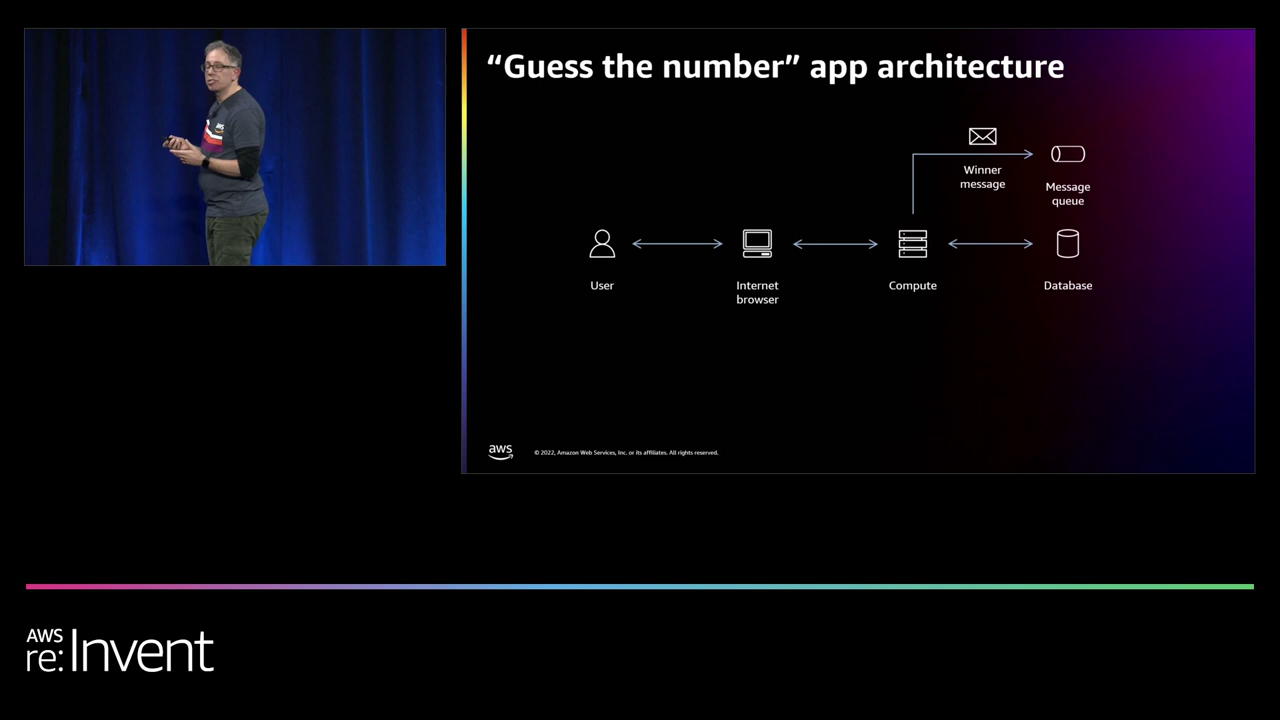 “Guess the number” app architecture
Winner
message
Message
queue
User
Internet
browser
Compute
Database
aws
© 2022, Amazon Web Services, Inc. or its affiliates. All rights reserved.
AWS
re:Invent